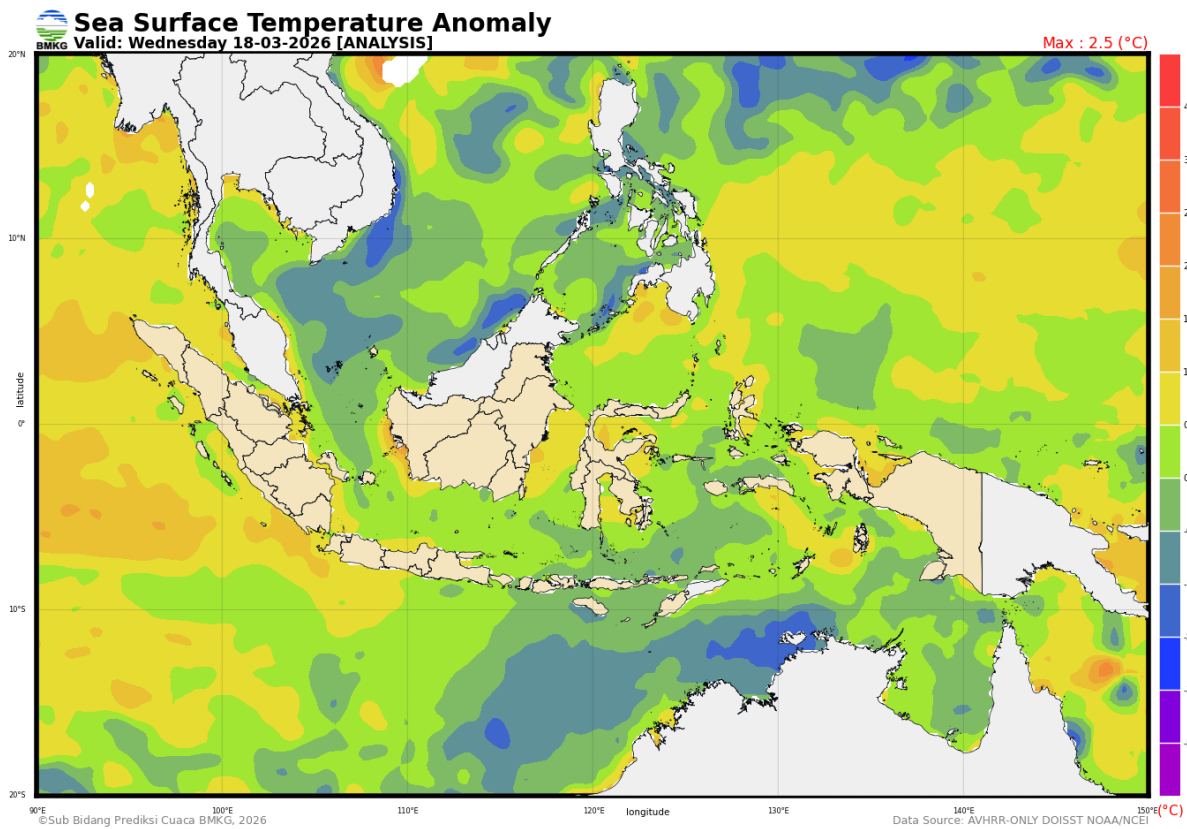 BMKG
Sea Surface Temperature Anomaly
Valid: Wednesday 18-03-2026 [ANALYSIS]
Max : 2.5 (°C)
20°N
10°N
0°
10°S
20°S
latitude
90°E
100°E
110°E
120°E
130°E
140°E
150°E
longitude
(°C)
©Sub Bidang Prediksi Cuaca BMKG, 2026
Data Source: AVHRR-ONLY DOISST NOAA/NCEI